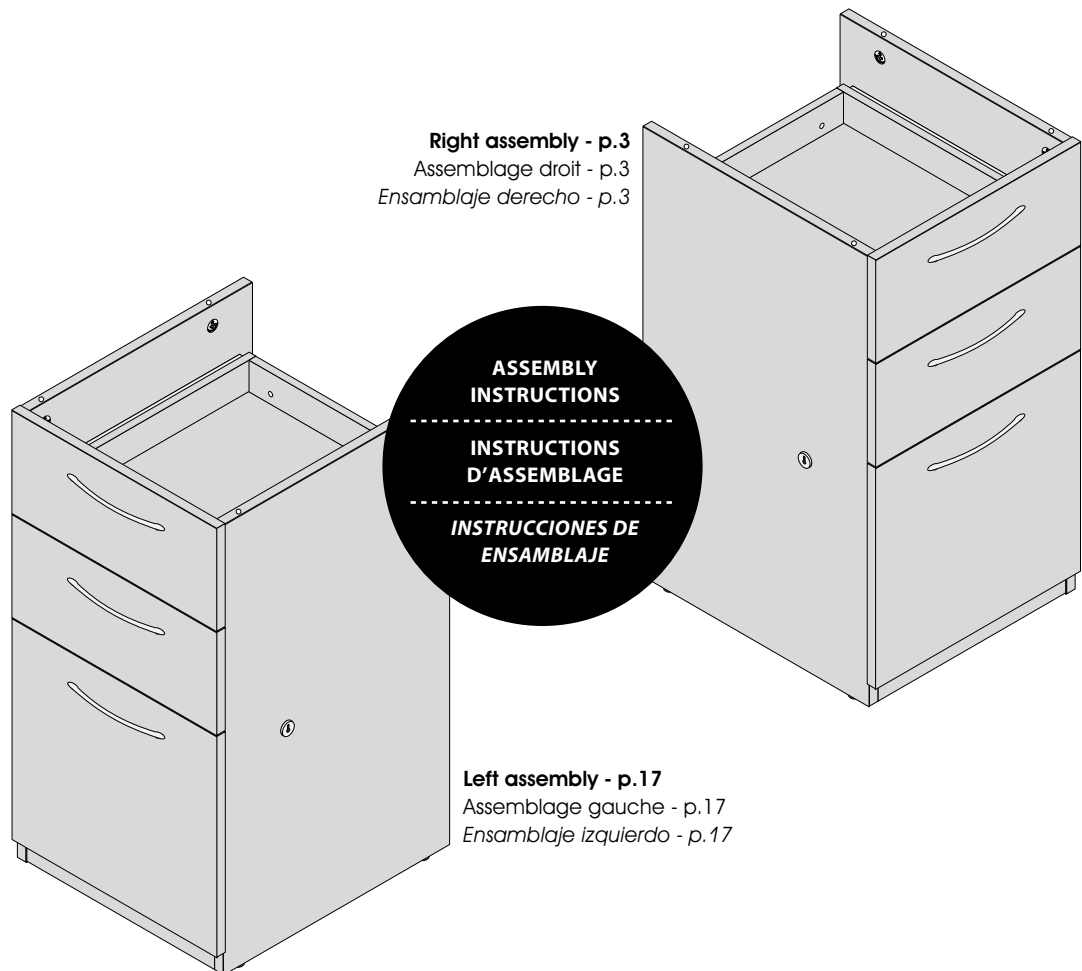 Right assembly - p.3
Assemblage droit - p.3
Ensamblaje derecho - p.3
ASSEMBLY
INSTRUCTIONS
INSTRUCTIONS
D'ASSEMBLAGE
INSTRUCCIONES DE
ENSAMBLAJE
Left assembly - p.17
Assemblage gauche - p.17
Ensamblaje izquierdo - p.17